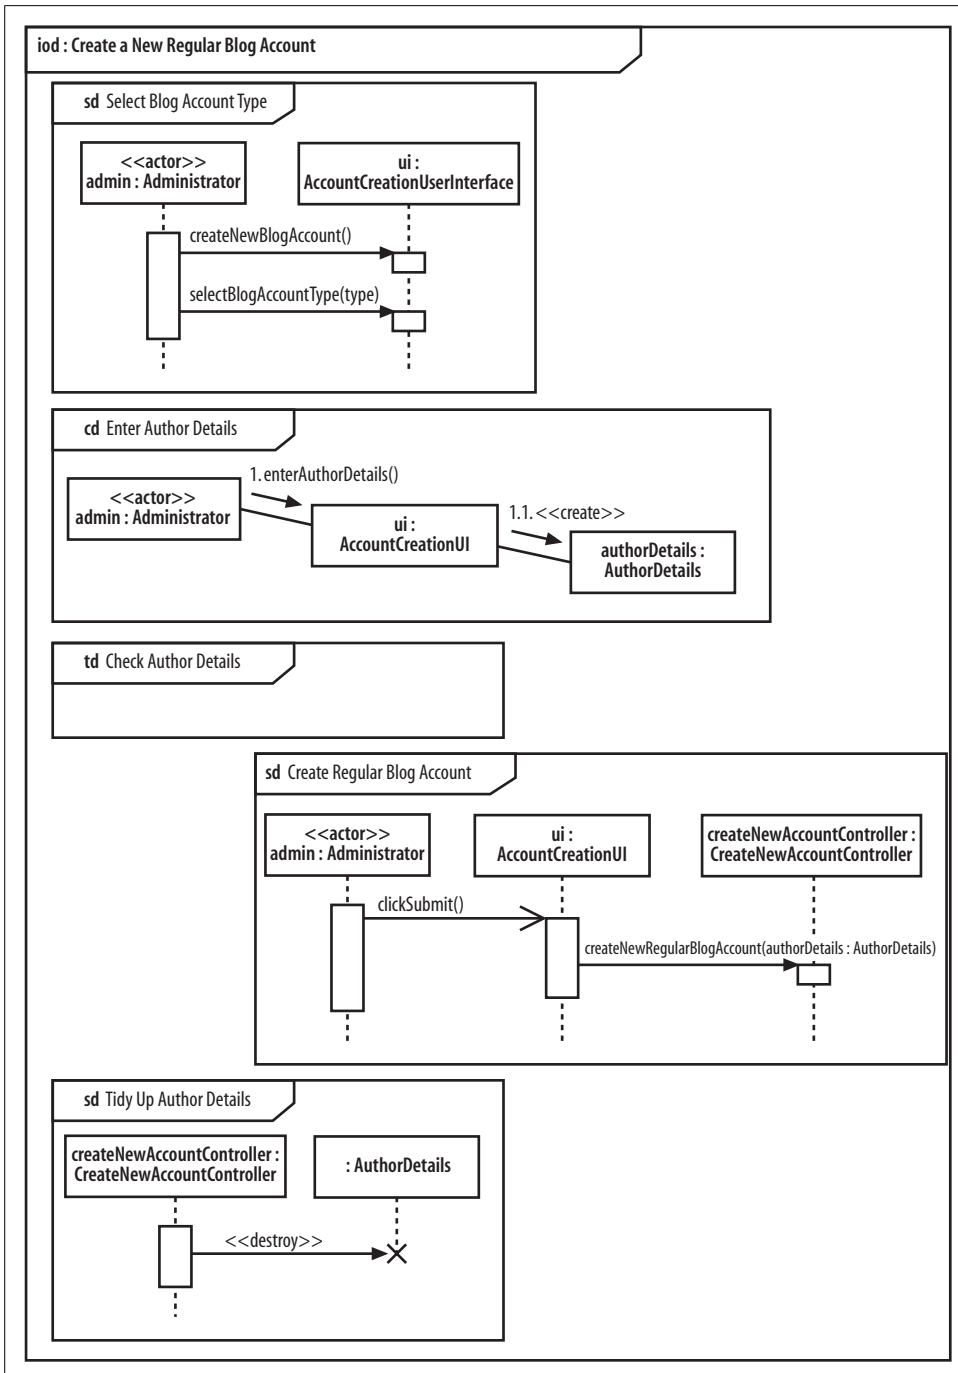 iod : Create a New Regular Blog Account
sd Select Blog Account Type
<<actor>>
admin : Administrator
ui :
AccountCreationUserInterface
createNewBlogAccount()
selectBlogAccountType(type)
cd Enter Author Details
1. enterAuthorDetails()
<<actor>>
admin : Administrator
ui :
AccountCreationUI
1.1. <<create>>
authorDetails :
AuthorDetails
td Check Author Details
sd Create Regular Blog Account
<<actor>>
admin : Administrator
ui :
AccountCreationUI
createNewAccountController :
CreateNewAccountController
clickSubmit()
createNewRegularBlogAccount(authorDetails : AuthorDetails)
sd Tidy Up Author Details
createNewAccountController :
CreateNewAccountController
: AuthorDetails
<<destroy>>